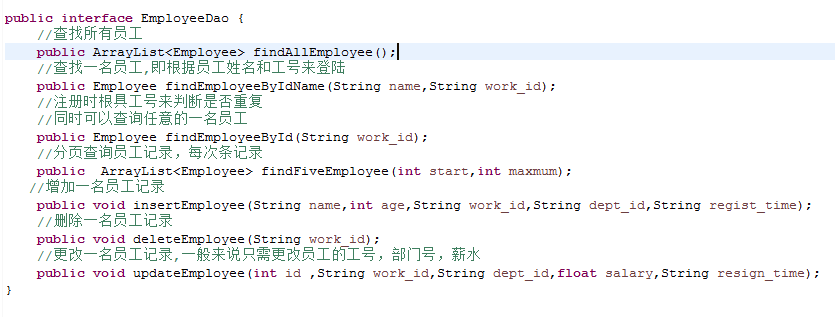 public interface EmployeeDao {
//查找所有员工
public ArrayList<Employee> findAllEmployee();
//查找一名员工,即根据员工姓名和工号来登陆
public Employee findEmployeeByIdName(String name,String work_id);
//注册时根具工号来判断是否重复
//同时可以查询任意的一名员工
public Employee findEmployeeById(String work_id);
//分页查询员工记录，每次条记录
public  ArrayList<Employee> findFiveEmployee(int start,int maxmum);
//增加一名员工记录
public void insertEmployee(String name,int age,String work_id,String dept_id,String regist_time);
//删除一名员工记录
public void deleteEmployee(String work_id);
//更改一名员工记录,一般来说只需更改员工的工号，部门号，薪水
public void updateEmployee(int id ,String work_id,String dept_id,float salary,String resign_time);
}